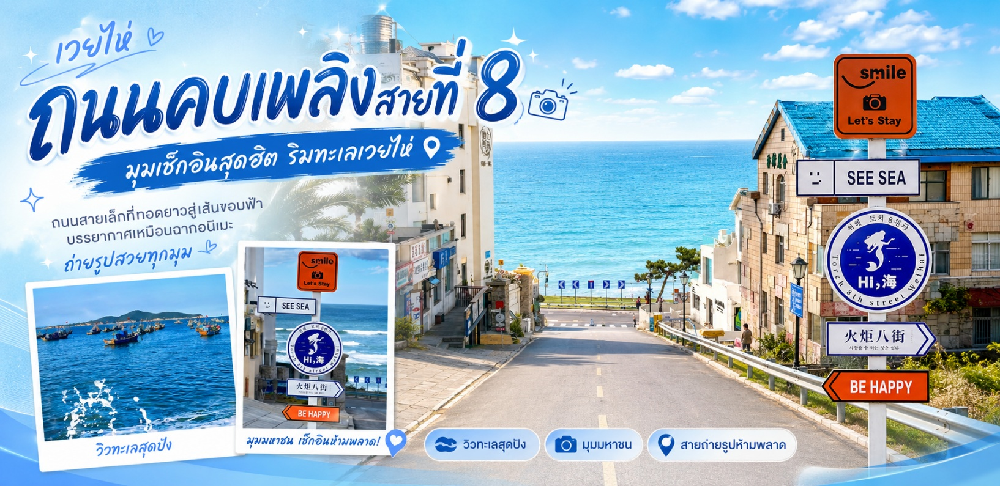 เวยไห่
ถนนคบเพลิงสายที่ 8
มุมเช็กอินสุดฮิต ริมทะเลเวยไห่
ถนนสายเล็กที่ทอดยาวสู่เส้นขอบฟ้า
บรรยากาศเหมือนฉากอนิเมะ
ถ่ายรูปสวยทุกมุม
วิวทะเลสุดปัง
smile
Let's Stay
SEE SEA
Hi,海
Torch 8th street Weihai
火炬八街
BE HAPPY
มุมมหาชน เช็กอินห้ามพลาด!
วิวทะเลสุดปัง
มุมมหาชน
สายถ่ายรูปห้ามพลาด
smile
Let's Stay
SEE SEA
Hi,海
Torch 8th street Weihai
火炬八街
BE HAPPY